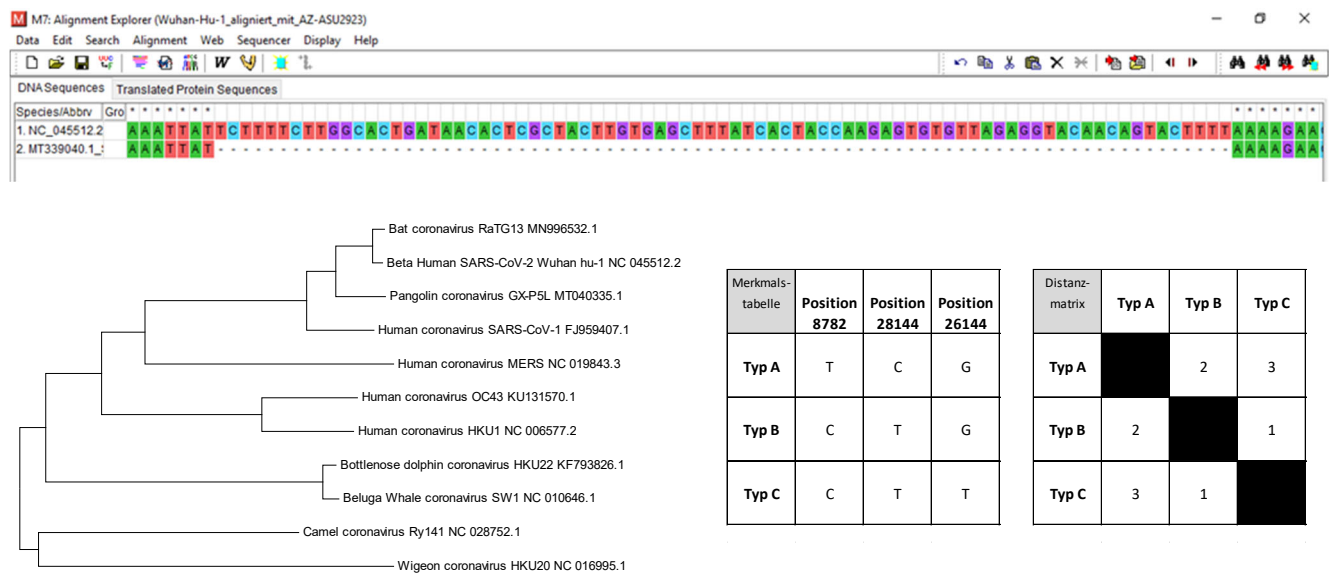 M7: Alignment Explorer (Wuhan-Hu-1_aligniert_mit_AZ-ASU2923)
Data Edit Search Alignment Web Sequencer Display Help
W
DNA Sequences Translated Protein Sequences
Species/Abbrv Gro * * * * * * * * * * * * * *
1. NC_045512.2 AAATTATTCTTTTCTTGGCACTGATAACACTCGCTACTTGTGAGCTTTATCACTACCAAGAGTGTGTTAGAGGTACAACAGTACTTTTAAAAGAA
2. MT339040.1_ AAATTAT---------------------------------------------------------------------------------AAAAGAA
Bat coronavirus RaTG13 MN996532.1
Beta Human SARS-CoV-2 Wuhan hu-1 NC 045512.2
Pangolin coronavirus GX-P5L MT040335.1
Human coronavirus SARS-CoV-1 FJ959407.1
Human coronavirus MERS NC 019843.3
Human coronavirus OC43 KU131570.1
Human coronavirus HKU1 NC 006577.2
Bottlenose dolphin coronavirus HKU22 KF793826.1
Beluga Whale coronavirus SW1 NC 010646.1
Camel coronavirus Ry141 NC 028752.1
Wigeon coronavirus HKU20 NC 016995.1
Merkmals-
tabelle Position Position Position
8782 28144 26144
Typ A T C G
Typ B C T G
Typ C C T T
Distanz-
matrix Typ A Typ B Typ C
Typ A 2 3
Typ B 2 1
Typ C 3 1